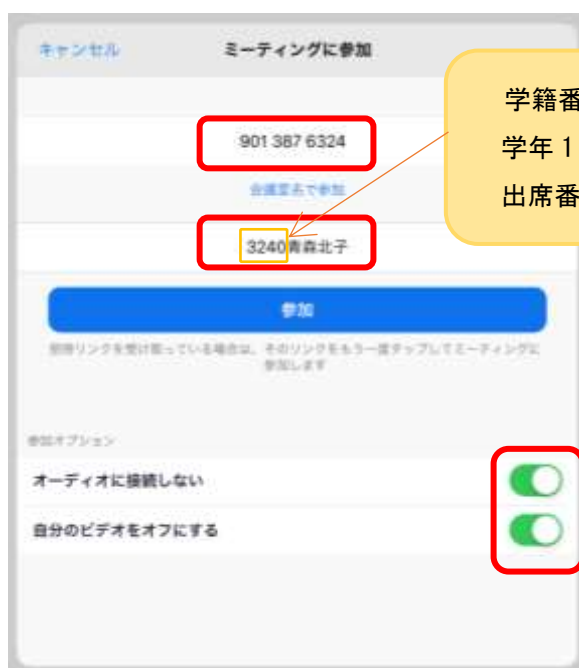 キャンセル
ミーティングに参加
学籍番
学年１
出席番
901 387 6324
会議室名で参加
3240青森北子
参加
招待リンクを受け取っている場合は、そのリンクをもう一度タップしてミーティングに
参加します
参加オプション
オーディオに接続しない
自分のビデオをオフにする